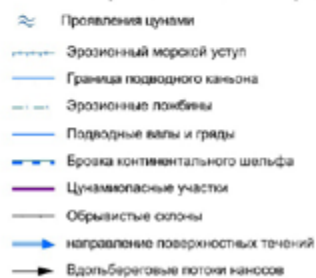 Проявления цунами
Эрозионный морской уступ
Граница подводного каньона
Эрозионные ложбины
Подводные валы и гряды
Бровка континентального шельфа
Цунамиопасные участки
Обрывистые склоны
направление поверхностных течений
Вдольбереговые потоки наносов